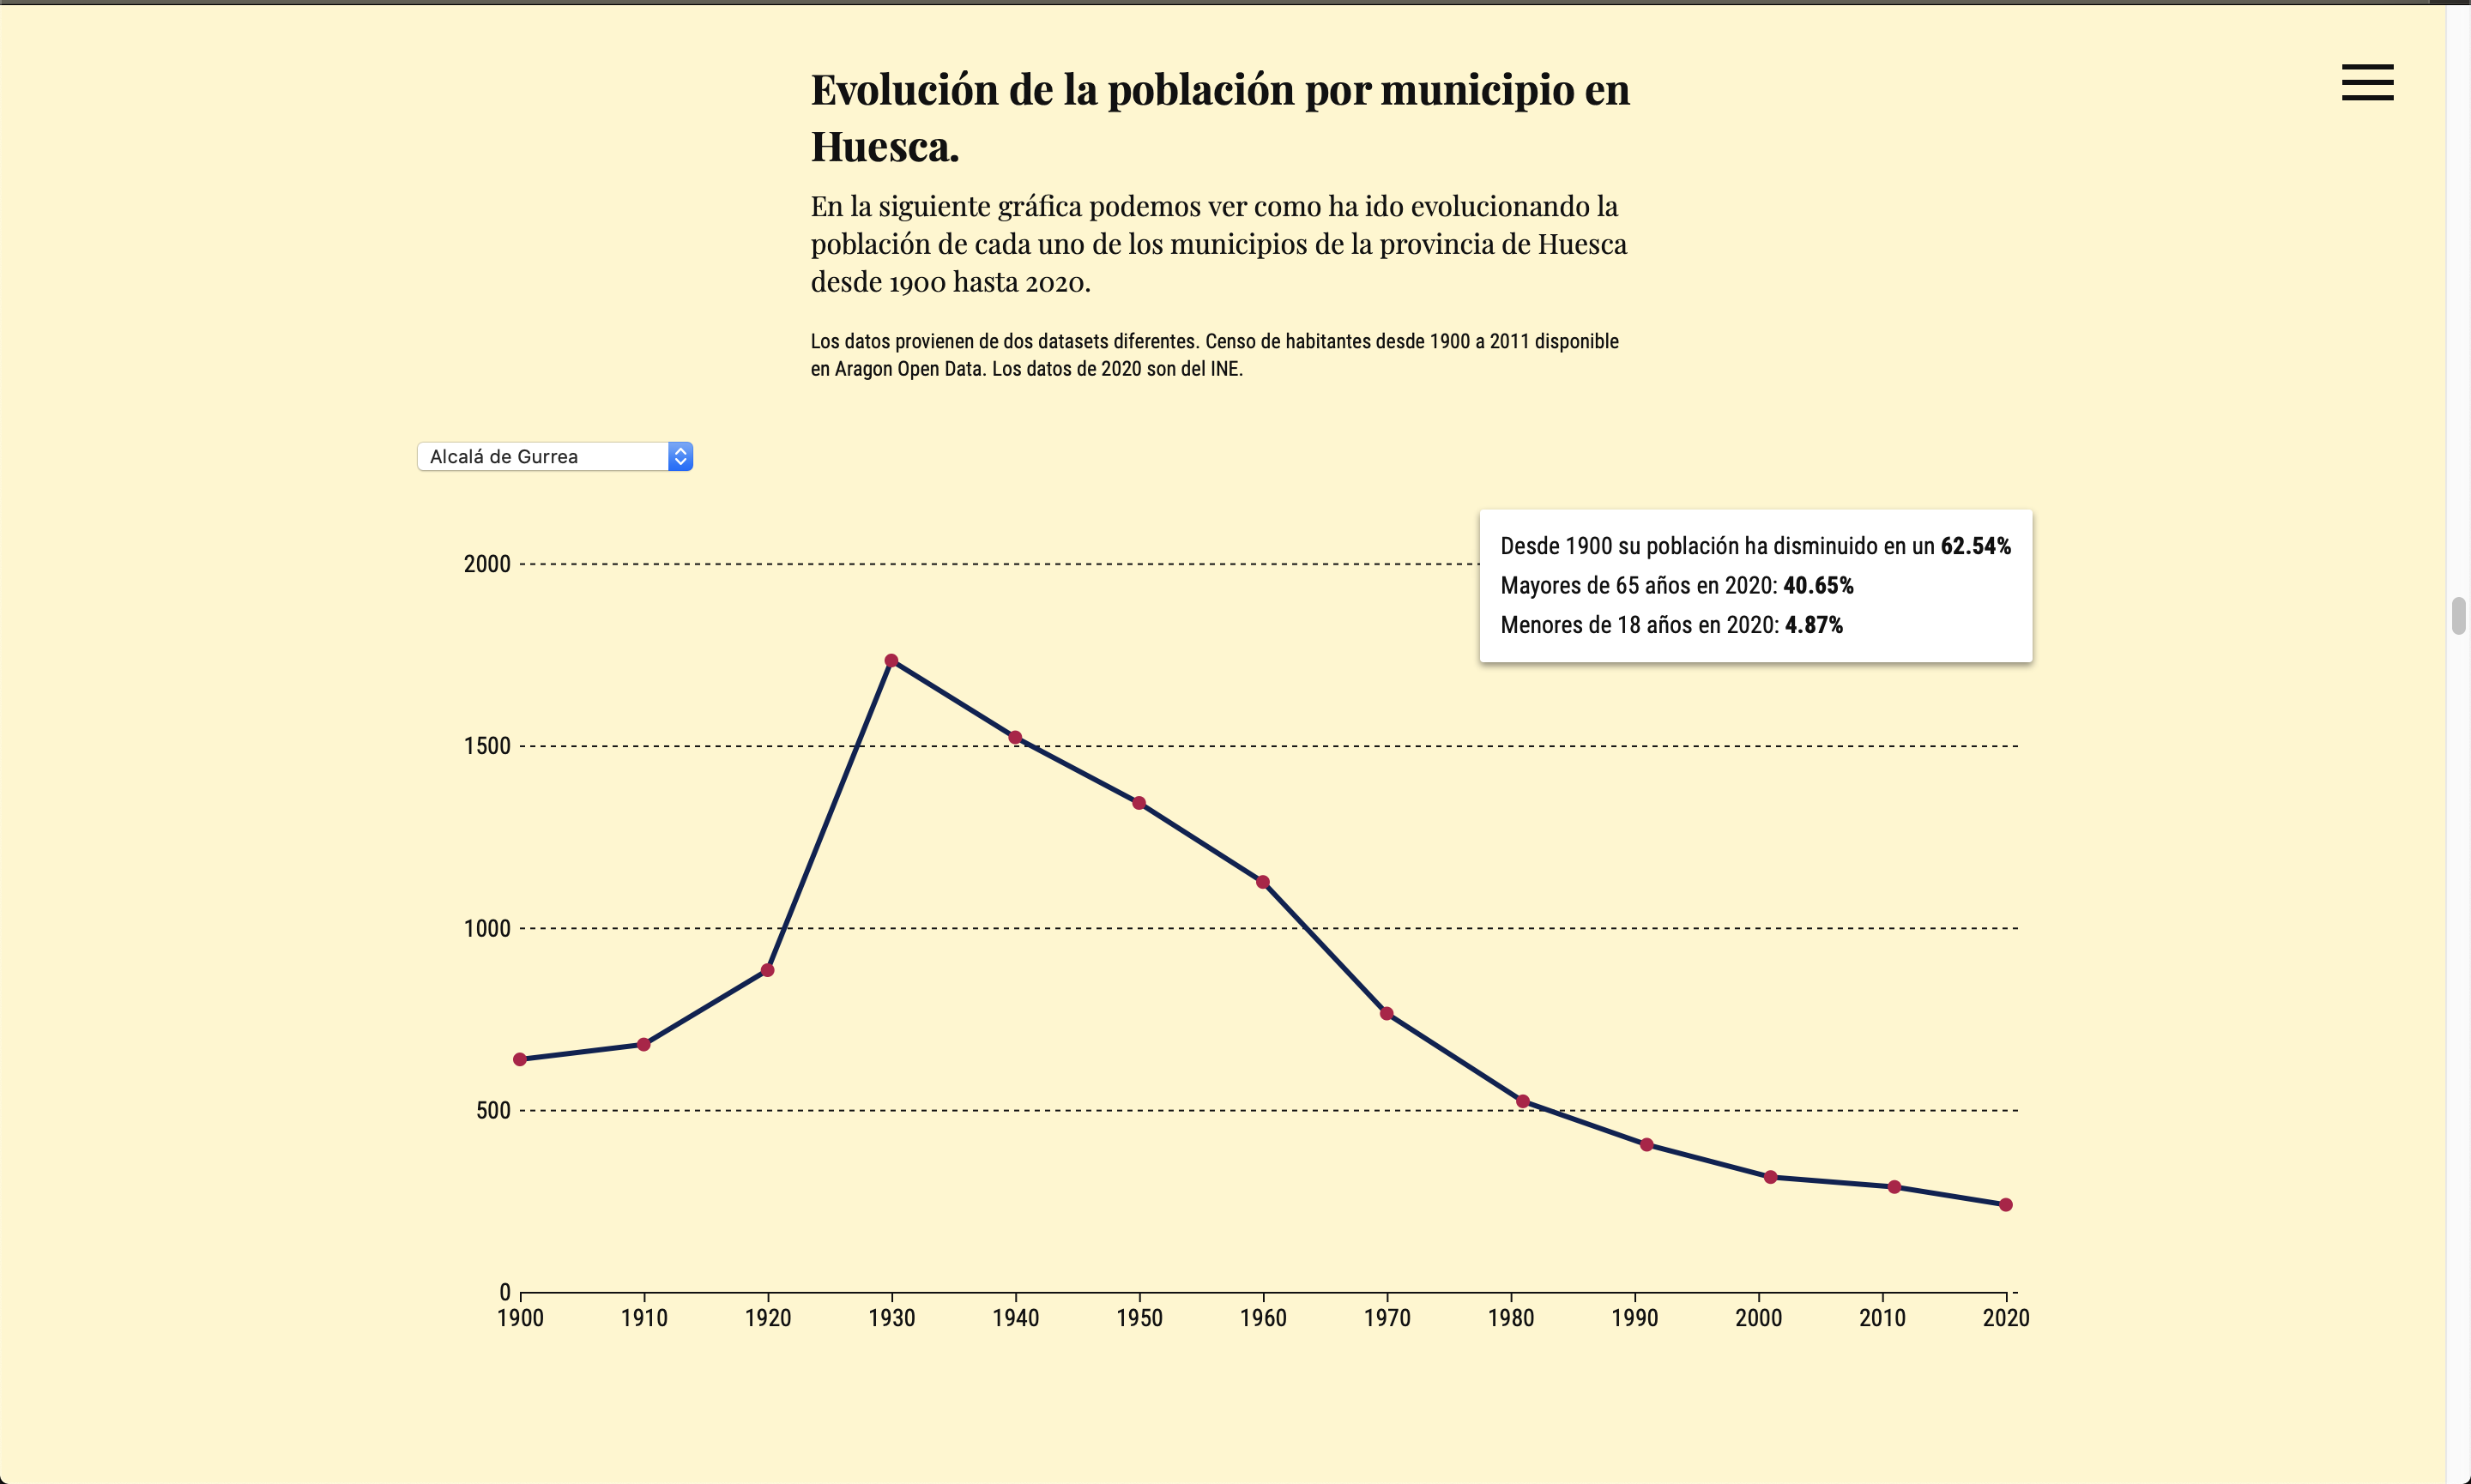 Evolución de la población por municipio en
Huesca.
En la siguiente gráfica podemos ver como ha ido evolucionando la
población de cada uno de los municipios de la provincia de Huesca
desde 1900 hasta 2020.
Los datos provienen de dos datasets diferentes. Censo de habitantes desde 1900 a 2011 disponible
en Aragon Open Data. Los datos de 2020 son del INE.
Alcalá de Gurrea
Desde 1900 su población ha disminuido en un 62.54%
Mayores de 65 años en 2020: 40.65%
Menores de 18 años en 2020: 4.87%
2000
1500
1000
500
0
1900 1910 1920 1930 1940 1950 1960 1970 1980 1990 2000 2010 2020